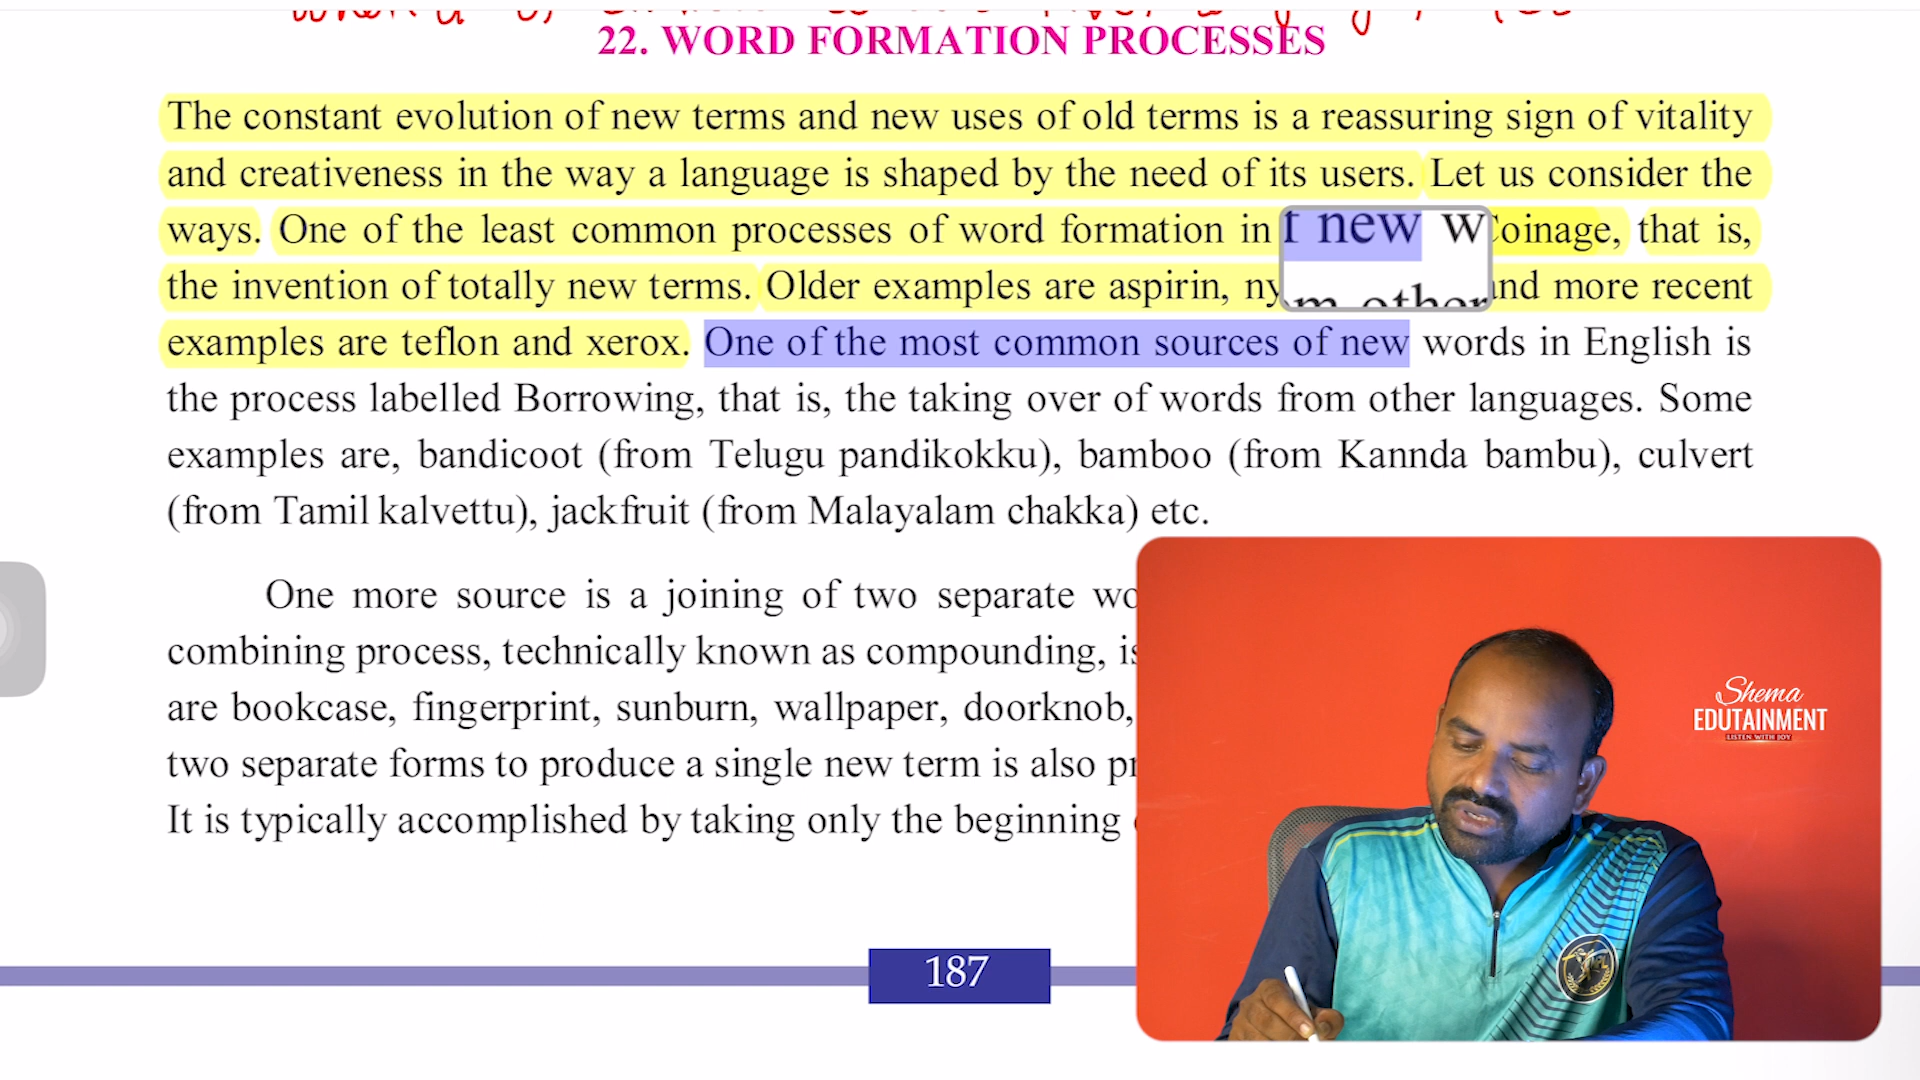 22. WORD FORMATION PROCESSES
The constant evolution of new terms and new uses of old terms is a reassuring sign of vitality
and creativeness in the way a language is shaped by the need of its users. Let us consider the
ways. One of the least common processes of word formation in new w oinage, that is,
the invention of totally new terms. Older examples are aspirin, ny m other and more recent
examples are teflon and xerox. One of the most common sources of new words in English is
the process labelled Borrowing, that is, the taking over of words from other languages. Some
examples are, bandicoot (from Telugu pandikokku), bamboo (from Kannda bambu), culvert
(from Tamil kalvettu), jackfruit (from Malayalam chakka) etc.
One more source is a joining of two separate wo
combining process, technically known as compounding, is
are bookcase, fingerprint, sunburn, wallpaper, doorknob,
two separate forms to produce a single new term is also pr
It is typically accomplished by taking only the beginning
187
Shema
EDUTAINMENT
LISTEN WITH JOY